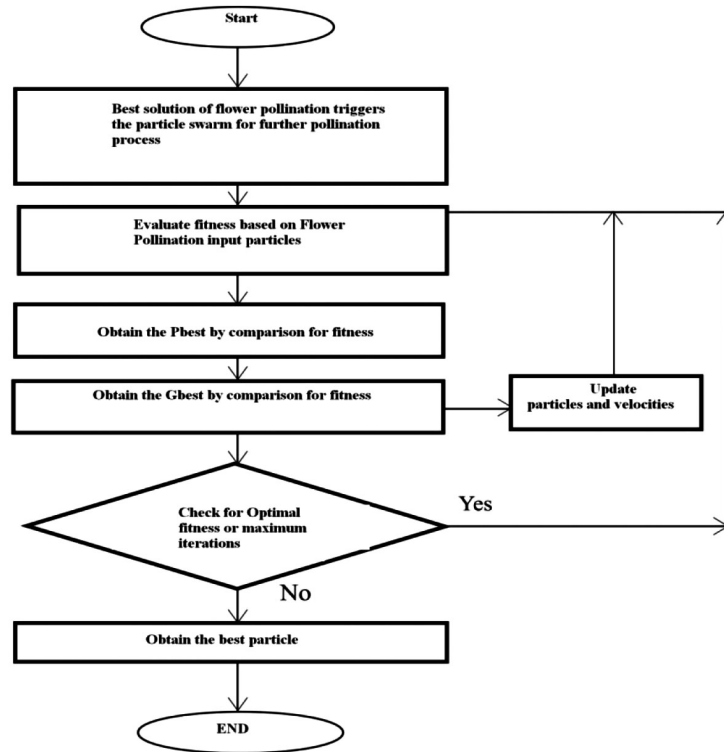 Start
Best solution of flower pollination triggers
the particle swarm for further pollination
process
Evaluate fitness based on Flower
Pollination input particles
Obtain the Pbest by comparison for fitness
Obtain the Gbest by comparison for fitness
Update
particles and velocities
Check for Optimal
fitness or maximum
iterations
Yes
No
Obtain the best particle
END